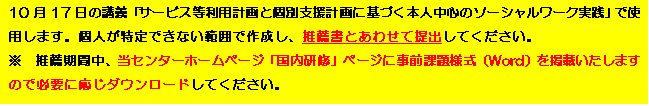 10 月 17 日の講義「サービス等利用計画と個別支援計画に基づく本人中心のソーシャルワーク実践」で使
用します。個人が特定できない範囲で作成し、推薦書とあわせて提出してください。
※　推薦期間中、当センターホームページ「国内研修」ページに事前課題様式（Word）を掲載いたします
ので必要に応じダウンロードしてください。